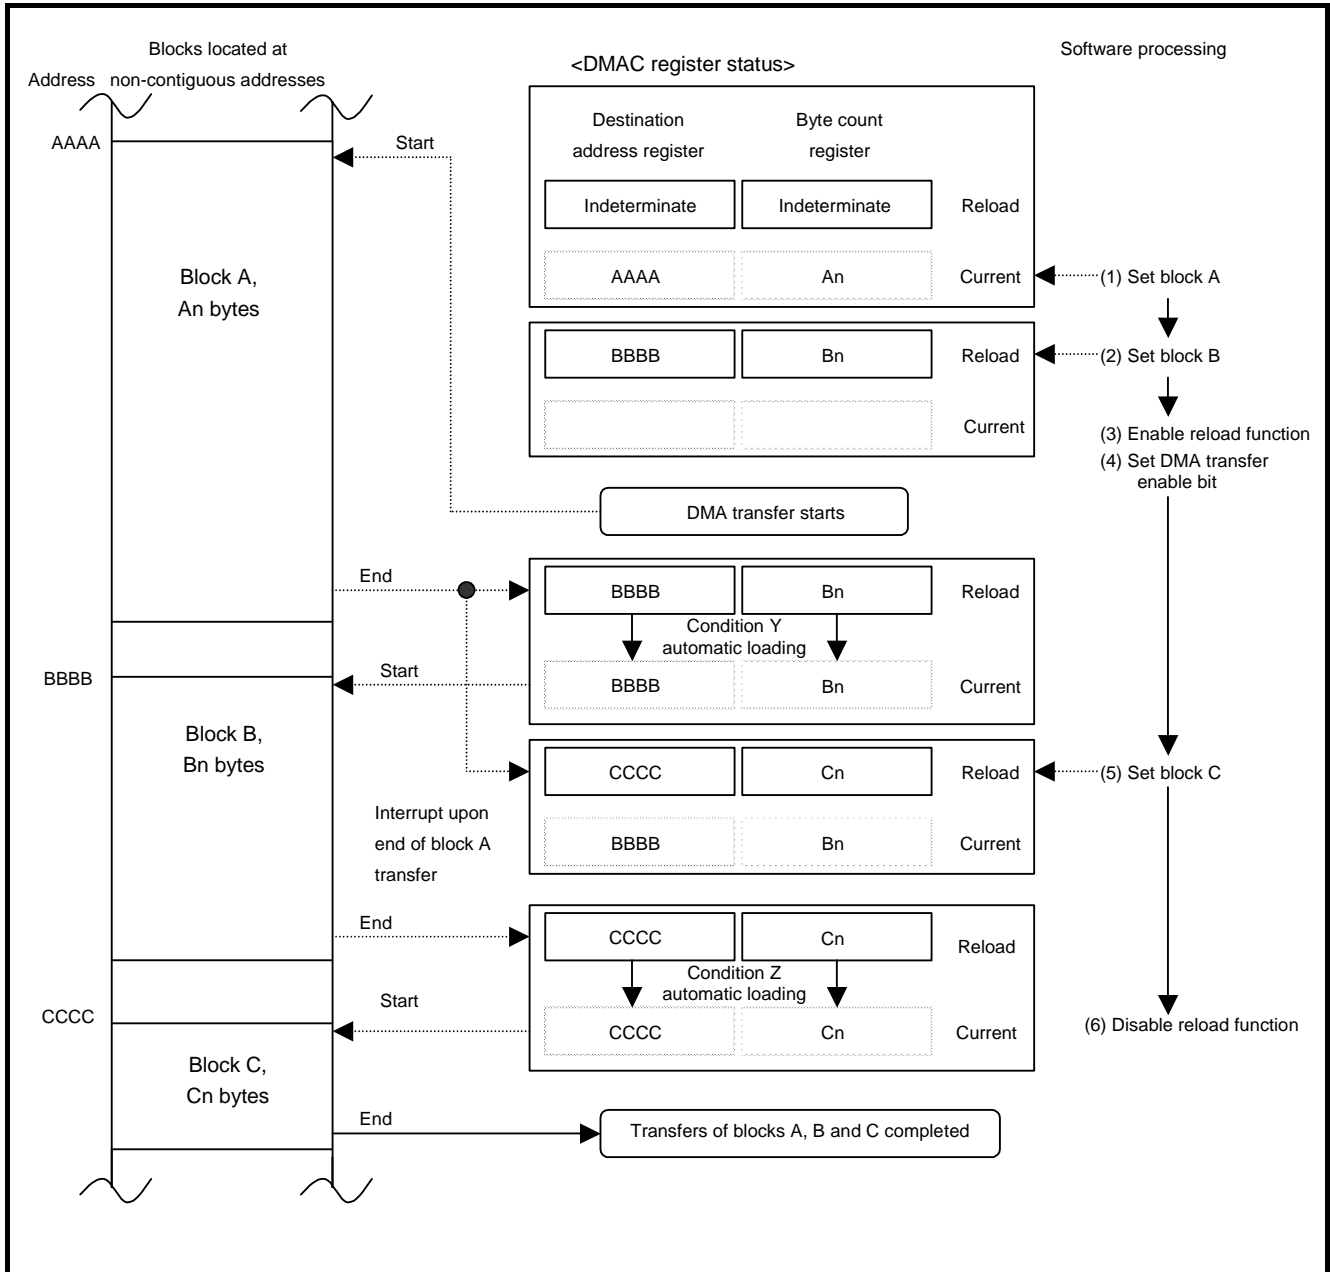 Blocks located at
Address non-contiguous addresses
<DMAC register status>
Software processing
AAAA
Start
Destination
address register
Byte count
register
Indeterminate
Indeterminate
Reload
AAAA
An
Current
(1) Set block A
Block A,
An bytes
BBBB
Bn
Reload
(2) Set block B
Current
(3) Enable reload function
(4) Set DMA transfer
enable bit
DMA transfer starts
End
BBBB
Bn
Reload
Condition Y
automatic loading
BBBB
Start
BBBB
Bn
Current
Block B,
Bn bytes
CCCC
Cn
Reload
(5) Set block C
Interrupt upon
end of block A
transfer
BBBB
Bn
Current
End
CCCC
Cn
Reload
Condition Z
automatic loading
CCCC
Start
CCCC
Cn
Current
(6) Disable reload function
Block C,
Cn bytes
End
Transfers of blocks A, B and C completed